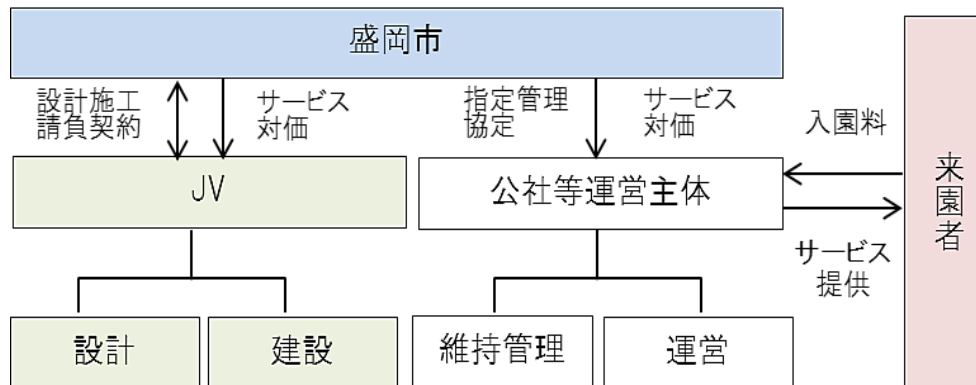 盛岡市
設計施工
請負契約
サービス
対価
指定管理
協定
サービス
対価
入園料
JV
公社等運営主体
来園者
サービス
提供
設計
建設
維持管理
運営